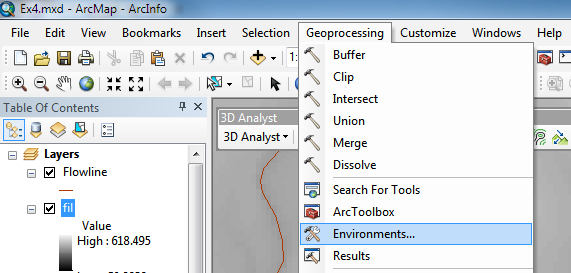 Ex4.mxd - ArcMap - ArcInfo
File Edit View Bookmarks Insert Selection Geoprocessing Customize Windows Help
1:
Buffer
Clip
Intersect
Union
Merge
Dissolve
Search For Tools
ArcToolbox
Environments...
Results
Table Of Contents
Layers
Flowline
fil
Value
High : 618.495
3D Analyst
3D Analyst